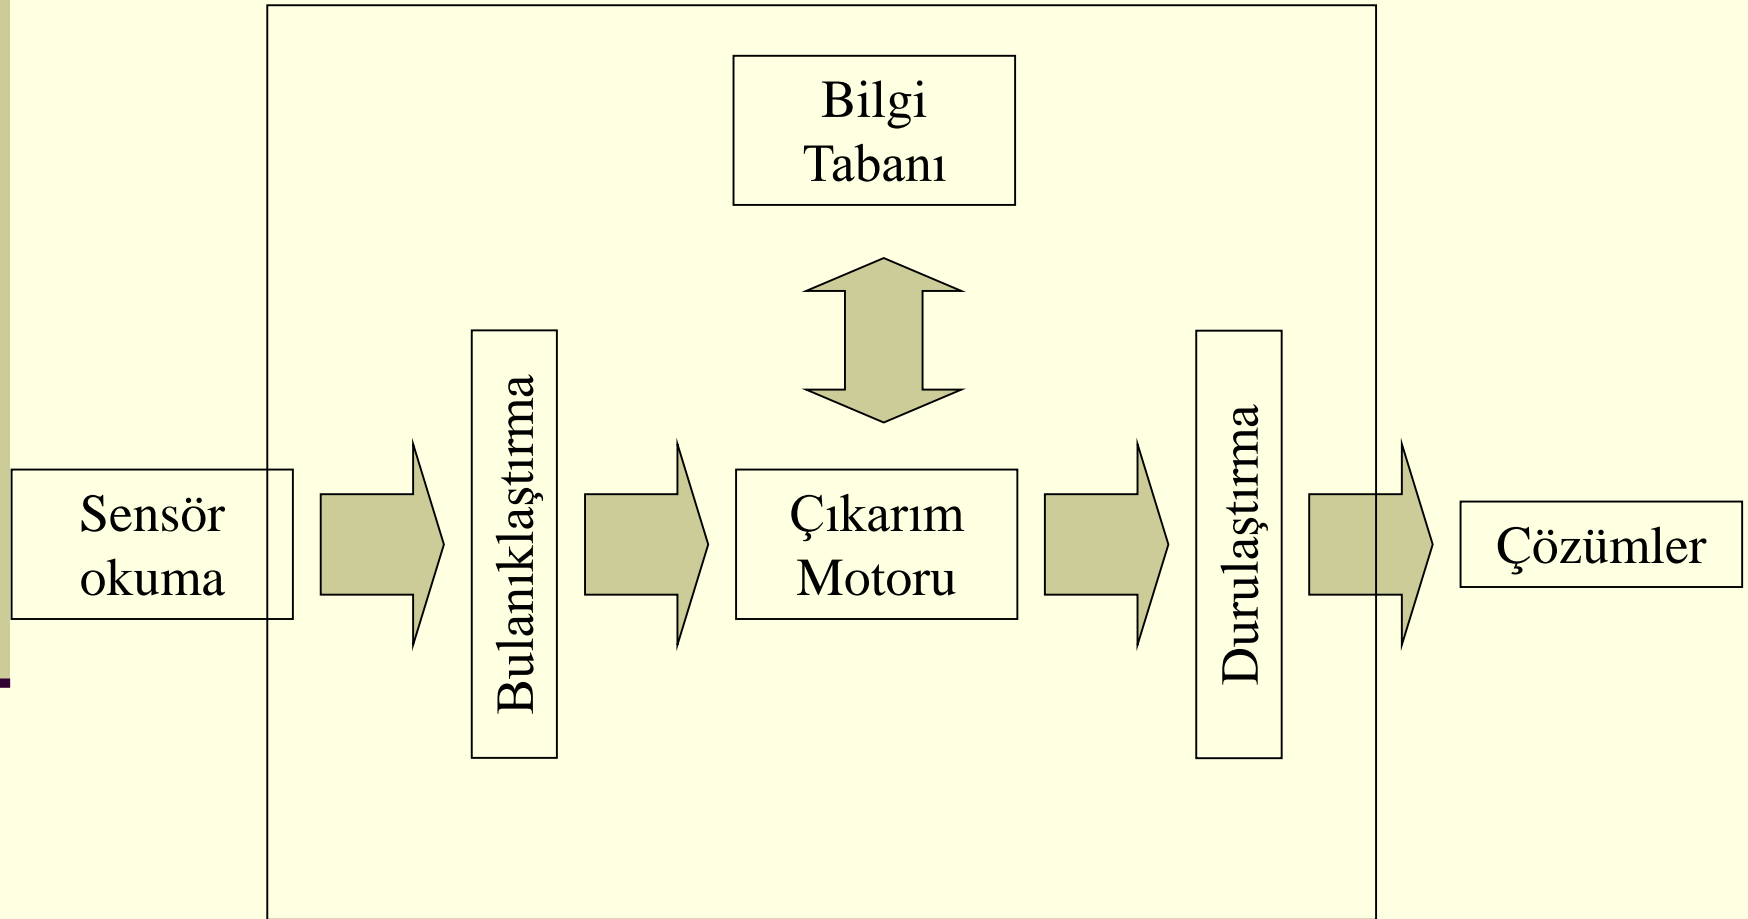 Bilgi
Tabanı
Sensör
okuma
Bulanıklaştırma
Çıkarım
Motoru
Durulaştırma
Çözümler